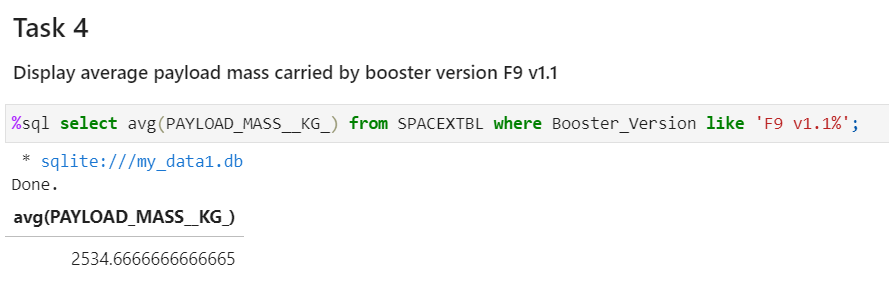 Task 4
Display average payload mass carried by booster version F9 v1.1
%sql select avg(PAYLOAD_MASS__KG_) from SPACEXTBL where Booster_Version like 'F9 v1.1%';
* sqlite:///my_data1.db
Done.
avg(PAYLOAD_MASS__KG_)
2534.6666666666665